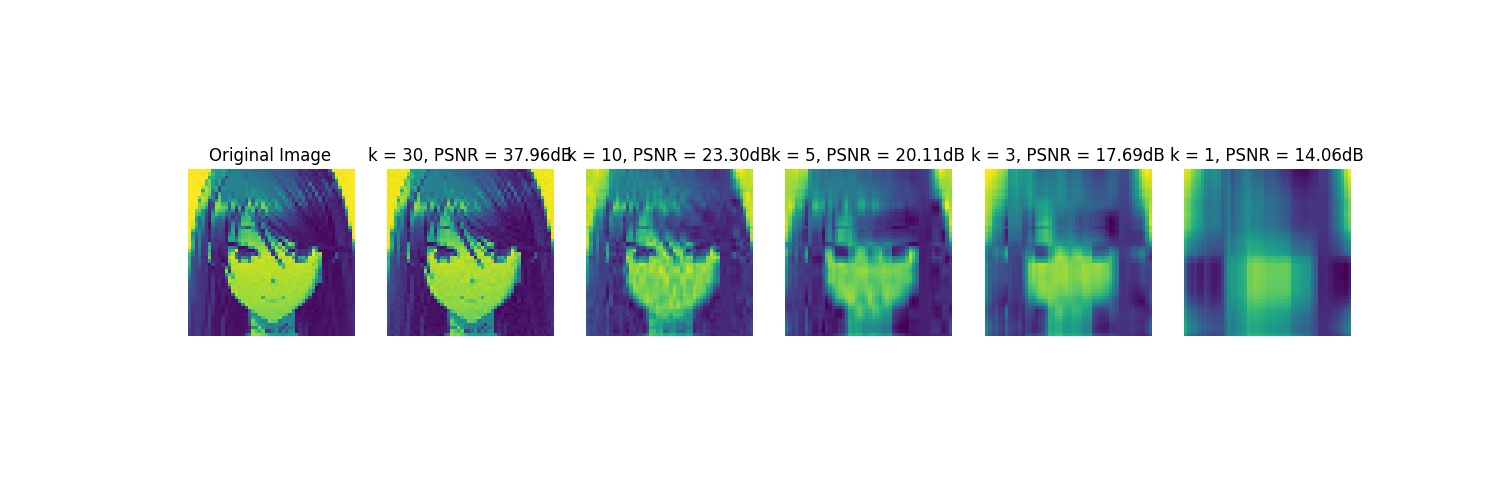 Original Image
k = 30, PSNR = 37.96dB
k = 10, PSNR = 23.30dB
k = 5, PSNR = 20.11dB
k = 3, PSNR = 17.69dB
k = 1, PSNR = 14.06dB